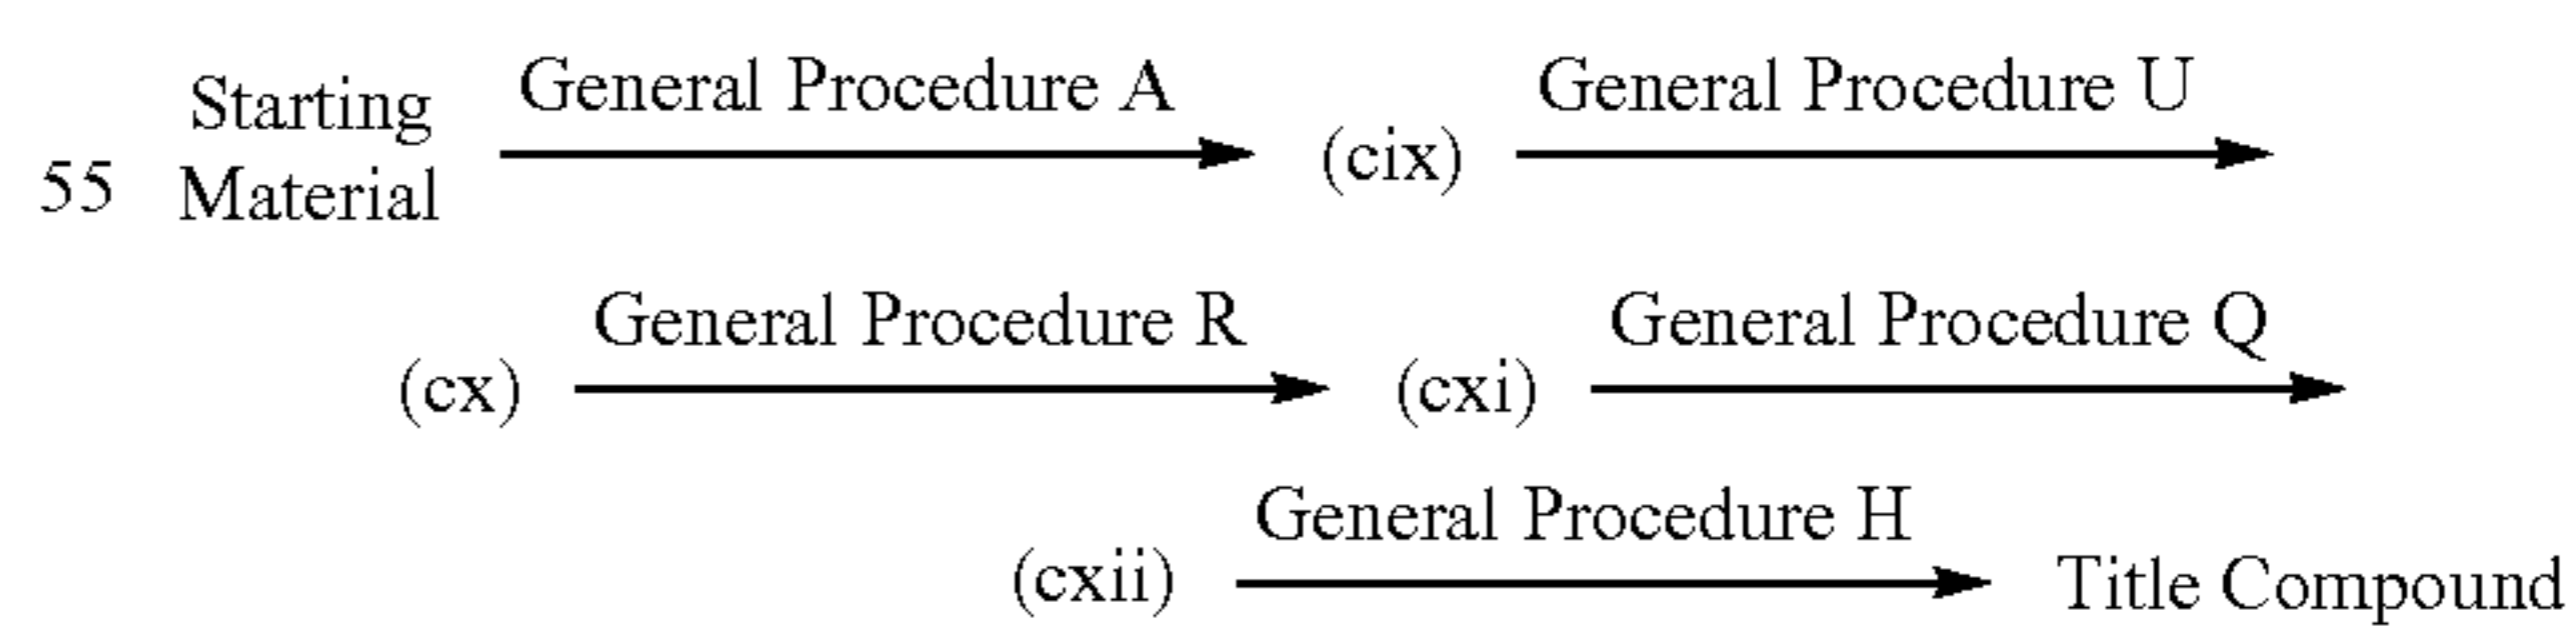 Starting General Procedure A General Procedure U
55 Material (cix)
General Procedure R General Procedure Q
(cx) (cxi)
General Procedure H
(cxii) Title Compound